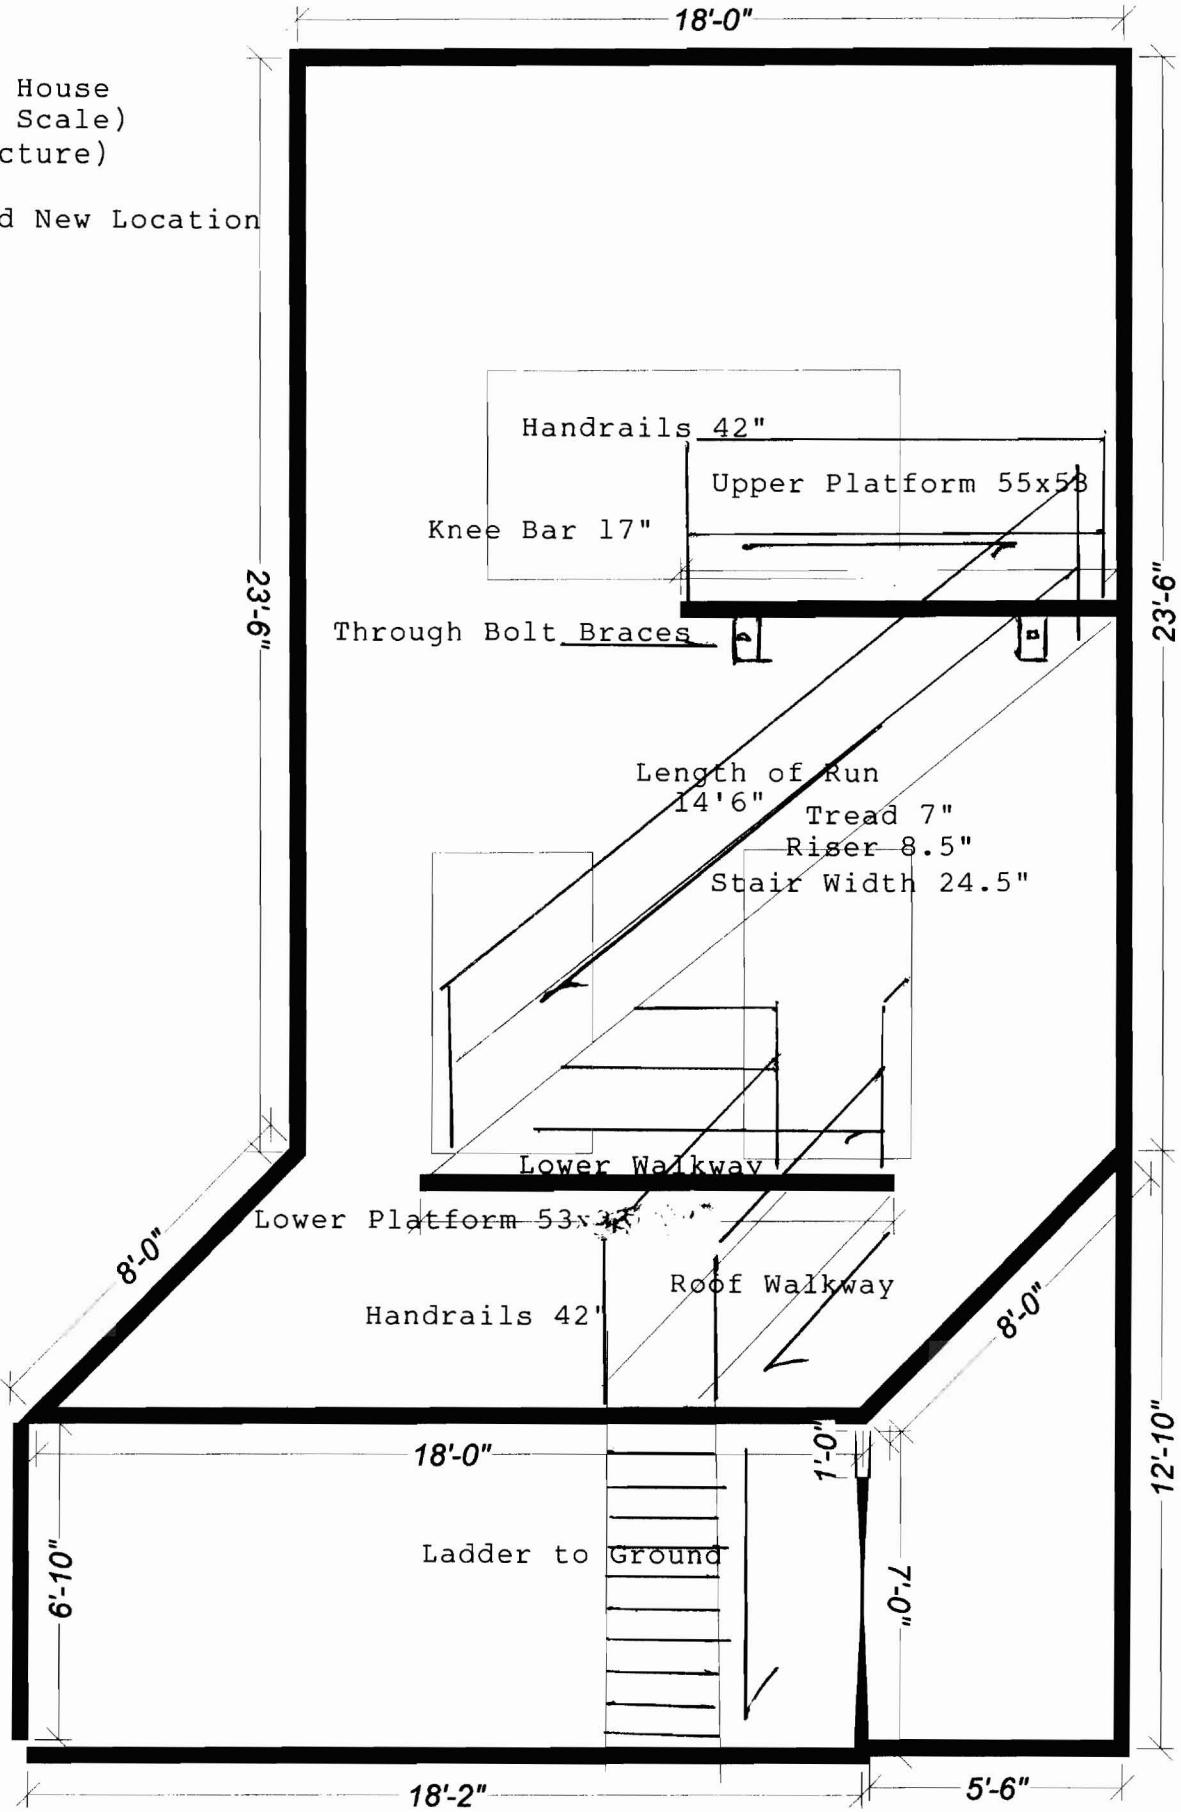 18'-0"
House
Scale)
cture)
d New Location
Handrails 42"
Upper Platform 55x53
Knee Bar 17"
23'-6"
23'-6"
Through Bolt Braces
Length of Run
14'6"
Tread 7"
Riser 8.5"
Stair Width 24.5"
Lower Walkway
Lower Platform
8'-0"
Roof Walkway
Handrails 42"
8'-0"
18'-0"
1'-0"
12'-10"
Ladder to Ground
6'-10"
7'-0"
18'-2"
5'-6"